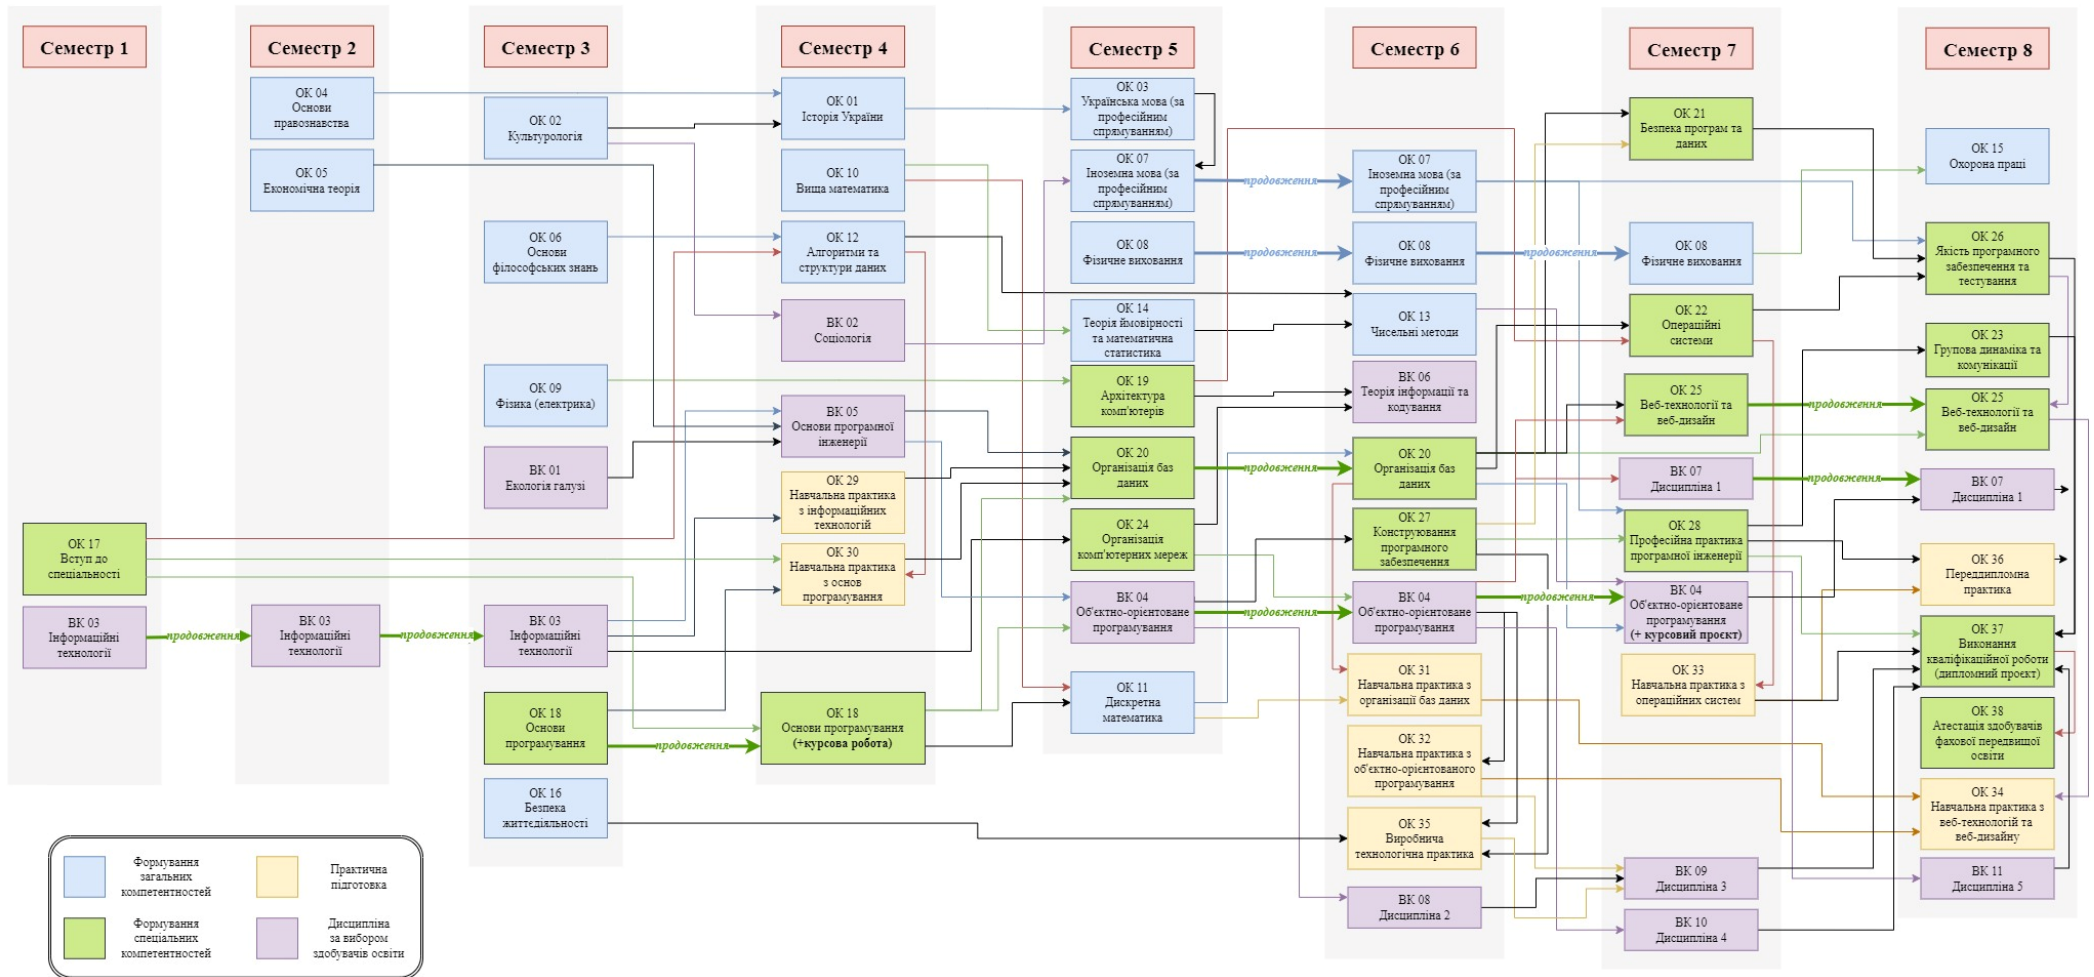 Семестр 1
ОК 17
Вступ до
спеціальності
ВК 03
Інформаційні
технології
продовження
Семестр 2
ОК 04
Основи
правознавства
ОК 05
Економічна теорія
ВК 03
Інформаційні
технології
продовження
Семестр 3
ОК 02
Культурологія
ОК 06
Основи
філософських знань
ОК 09
Фізика (електрика)
ВК 01
Екологія галузі
ВК 03
Інформаційні
технології
ОК 18
Основи
програмування
продовження
ОК 16
Безпека
життєдіяльності
Семестр 4
ОК 01
Історія України
ОК 10
Вища математика
ОК 12
Алгоритми та
структури даних
ВК 02
Соціологія
ВК 05
Основи програмної
інженерії
ОК 29
Навчальна практика
з інформаційних
технологій
ОК 30
Навчальна практика
з основ
програмування
ОК 18
Основи програмування
(+курсова робота)
Семестр 5
ОК 03
Українська мова (за
професійним
спрямуванням)
ОК 07
Іноземна мова (за
професійним
спрямуванням)
продовження
ОК 08
Фізичне виховання
продовження
ОК 14
Теорія ймовірності
та математична
статистика
ОК 19
Архітектура
комп'ютерів
ОК 20
Організація баз
даних
продовження
ОК 24
Організація
комп'ютерних мереж
ВК 04
Об'єктно-орієнтоване
програмування
продовження
ОК 11
Дискретна
математика
Семестр 6
ОК 07
Іноземна мова (за
професійним
спрямуванням)
ОК 08
Фізичне виховання
продовження
ОК 13
Чисельні методи
ВК 06
Теорія інформації та
кодування
ОК 20
Організація баз
даних
ОК 27
Конструювання
програмного
забезпечення
ВК 04
Об'єктно-орієнтоване
програмування
продовження
ОК 31
Навчальна практика з
організації баз даних
ОК 32
Навчальна практика з
об'єктно-орієнтованого
програмування
ОК 35
Виробнича
технологічна практика
ВК 08
Дисципліна 2
Семестр 7
ОК 21
Безпека програм та
даних
ОК 08
Фізичне виховання
ОК 22
Операційні
системи
ОК 25
Веб-технології та
веб-дизайн
продовження
ВК 07
Дисципліна 1
продовження
ОК 28
Професійна практика
програмної інженерії
ВК 04
Об'єктно-орієнтоване
програмування
(+ курсовий проєкт)
ОК 33
Навчальна практика з
операційних систем
ВК 09
Дисципліна 3
ВК 10
Дисципліна 4
Семестр 8
ОК 15
Охорона праці
ОК 26
Якість програмного
забезпечення та
тестування
ОК 23
Групова динаміка та
комунікації
ОК 25
Веб-технології та
веб-дизайн
ВК 07
Дисципліна 1
ОК 36
Переддипломна
практика
ОК 37
Виконання
кваліфікаційної роботи
(дипломний проєкт)
ОК 38
Атестація здобувачів
фахової передвищої
освіти
ОК 34
Навчальна практика з
веб-технологій та
веб-дизайну
ВК 11
Дисципліна 5
Формування
загальних
компетентностей
Практична
підготовка
Формування
спеціальних
компетентностей
Дисципліна
за вибором
здобувачів освіти